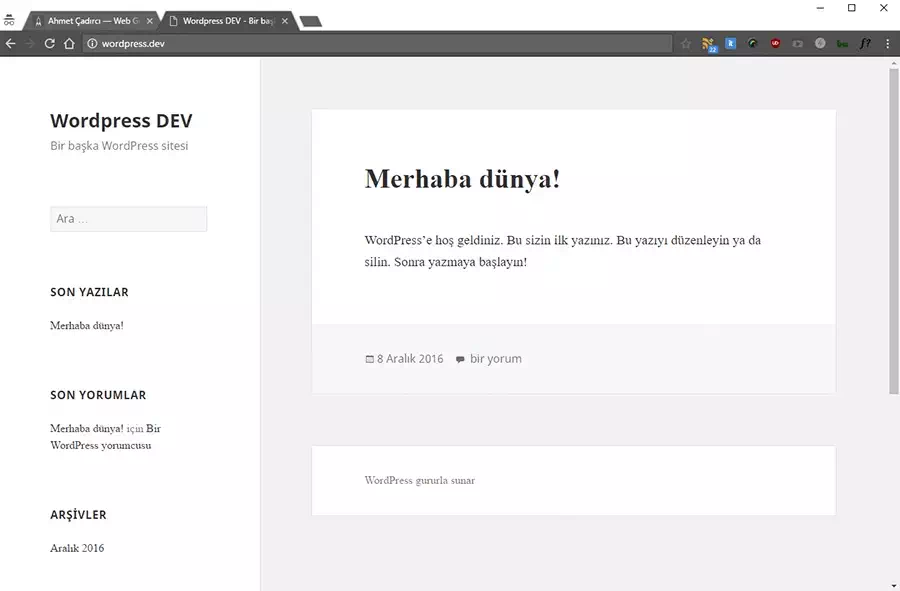 Ahmet Çadırcı — Web G
Wordpress DEV - Bir baş
wordpress.dev
22
Wordpress DEV
Bir başka WordPress sitesi
Ara …
SON YAZILAR
Merhaba dünya!
SON YORUMLAR
Merhaba dünya! için Bir
WordPress yorumcusu
ARŞİVLER
Aralık 2016
Merhaba dünya!
WordPress’e hoş geldiniz. Bu sizin ilk yazınız. Bu yazıyı düzenleyin ya da
silin. Sonra yazmaya başlayın!
8 Aralık 2016 bir yorum
WordPress gururla sunar